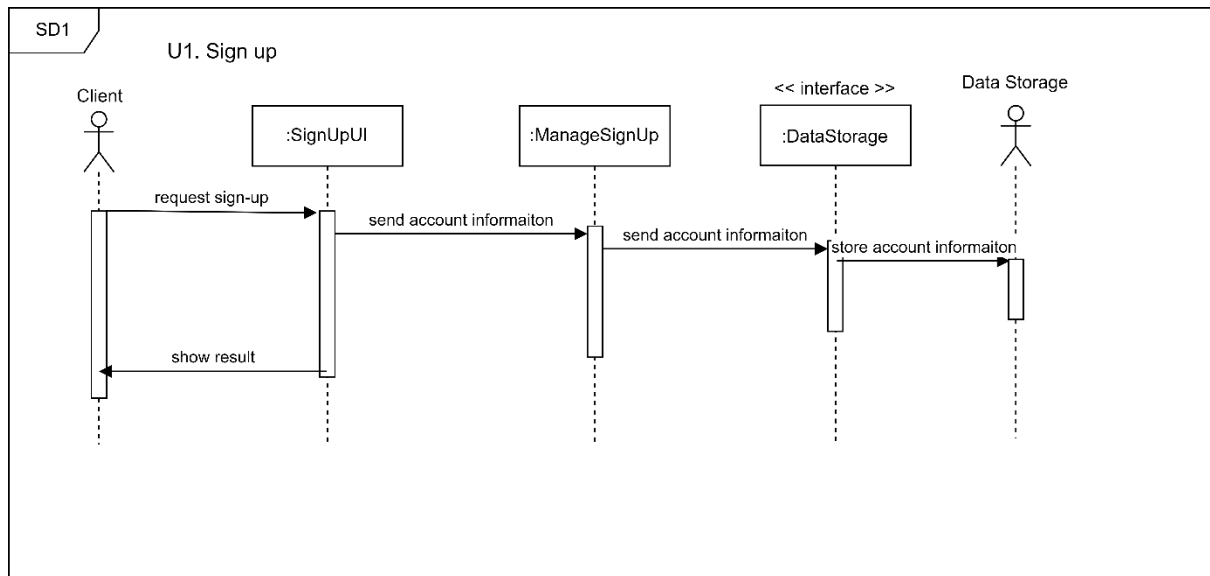 SD1
U1. Sign up
Client
:SignUpUI
:ManageSignUp
<< interface >>
:DataStorage
Data Storage
request sign-up
send account informaiton
send account informaiton
store account informaiton
show result